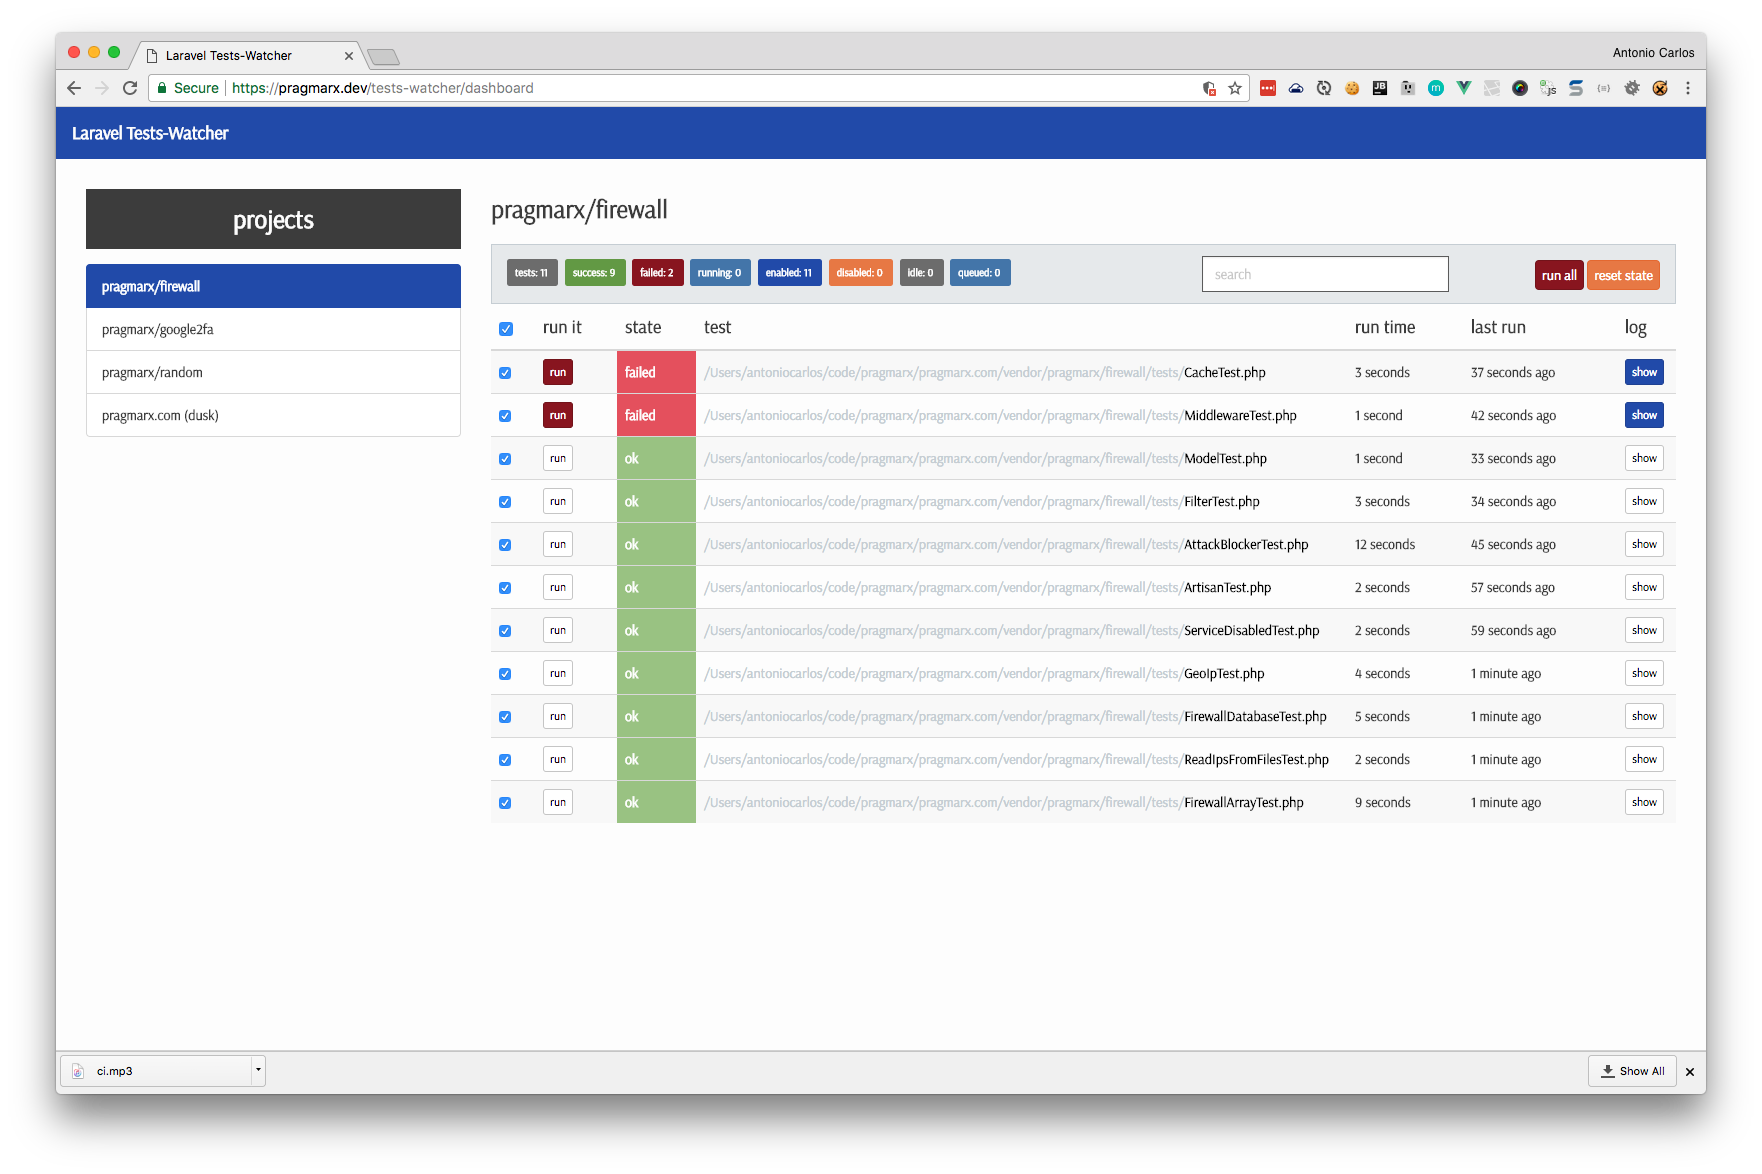 Laravel Tests-Watcher
Antonio Carlos
Secure https://pragmarx.dev/tests-watcher/dashboard
Laravel Tests-Watcher
projects
pragmarx/firewall
pragmarx/google2fa
pragmarx/random
pragmarx.com (dusk)
pragmarx/firewall
tests: 11 success: 9 failed: 2 running: 0 enabled: 11 disabled: 0 idle: 0 queued: 0 search run all reset state
run it state test run time last run log
run failed /Users/antoniocarlos/code/pragmarx/pragmarx.com/vendor/pragmarx/firewall/tests/CacheTest.php 3 seconds 37 seconds ago show
run failed /Users/antoniocarlos/code/pragmarx/pragmarx.com/vendor/pragmarx/firewall/tests/MiddlewareTest.php 1 second 42 seconds ago show
run ok /Users/antoniocarlos/code/pragmarx/pragmarx.com/vendor/pragmarx/firewall/tests/ModelTest.php 1 second 33 seconds ago show
run ok /Users/antoniocarlos/code/pragmarx/pragmarx.com/vendor/pragmarx/firewall/tests/FilterTest.php 3 seconds 34 seconds ago show
run ok /Users/antoniocarlos/code/pragmarx/pragmarx.com/vendor/pragmarx/firewall/tests/AttackBlockerTest.php 12 seconds 45 seconds ago show
run ok /Users/antoniocarlos/code/pragmarx/pragmarx.com/vendor/pragmarx/firewall/tests/ArtisanTest.php 2 seconds 57 seconds ago show
run ok /Users/antoniocarlos/code/pragmarx/pragmarx.com/vendor/pragmarx/firewall/tests/ServiceDisabledTest.php 2 seconds 59 seconds ago show
run ok /Users/antoniocarlos/code/pragmarx/pragmarx.com/vendor/pragmarx/firewall/tests/GeoIpTest.php 4 seconds 1 minute ago show
run ok /Users/antoniocarlos/code/pragmarx/pragmarx.com/vendor/pragmarx/firewall/tests/FirewallDatabaseTest.php 5 seconds 1 minute ago show
run ok /Users/antoniocarlos/code/pragmarx/pragmarx.com/vendor/pragmarx/firewall/tests/ReadIpsFromFilesTest.php 2 seconds 1 minute ago show
run ok /Users/antoniocarlos/code/pragmarx/pragmarx.com/vendor/pragmarx/firewall/tests/FirewallArrayTest.php 9 seconds 1 minute ago show
ci.mp3
Show All